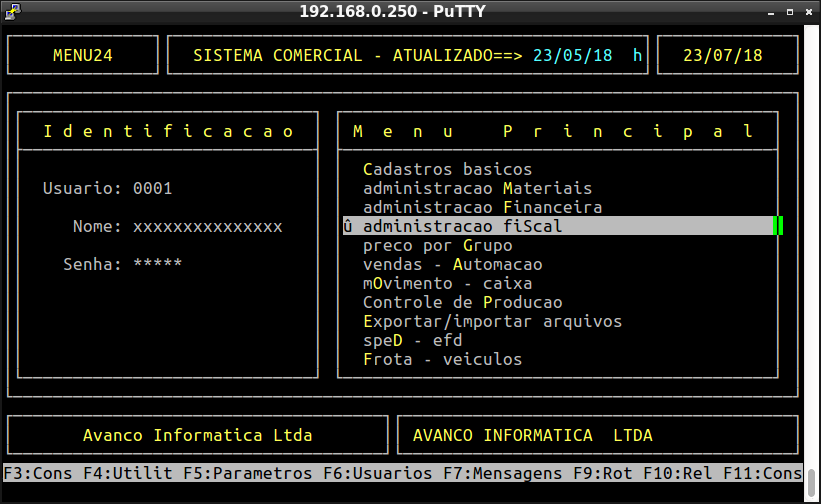 192.168.0.250 - PuTTY
MENU24
SISTEMA COMERCIAL - ATUALIZADO==> 23/05/18 h
23/07/18
I d e n t i f i c a c a o
Usuario: 0001
Nome: xxxxxxxxxxxxxxx
Senha: *****
M e n u P r i n c i p a l
Cadastros basicos
administracao Materiais
administracao Financeira
û administracao fiScal
preco por Grupo
vendas - Automacao
mOvimento - caixa
Controle de Producao
Exportar/importar arquivos
speD - efd
Frota - veiculos
Avanco Informatica Ltda
AVANCO INFORMATICA LTDA
F3:Cons F4:Utilit F5:Parametros F6:Usuarios F7:Mensagens F9:Rot F10:Rel F11:Cons